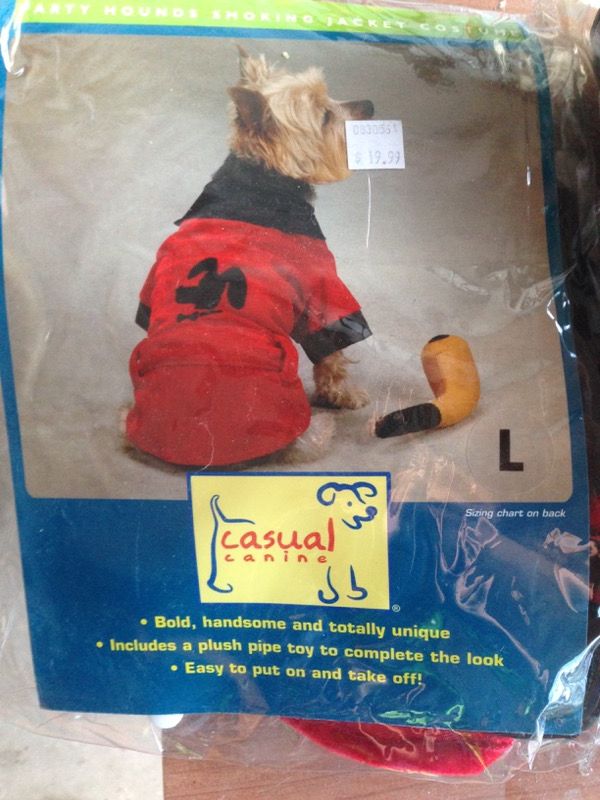 ARTY HOUNDS SMOKING JACKET COSTUME
$ 19.99
L
Sizing chart on back
casual
canine
®
• Bold, handsome and totally unique
• Includes a plush pipe toy to complete the look
• Easy to put on and take off!